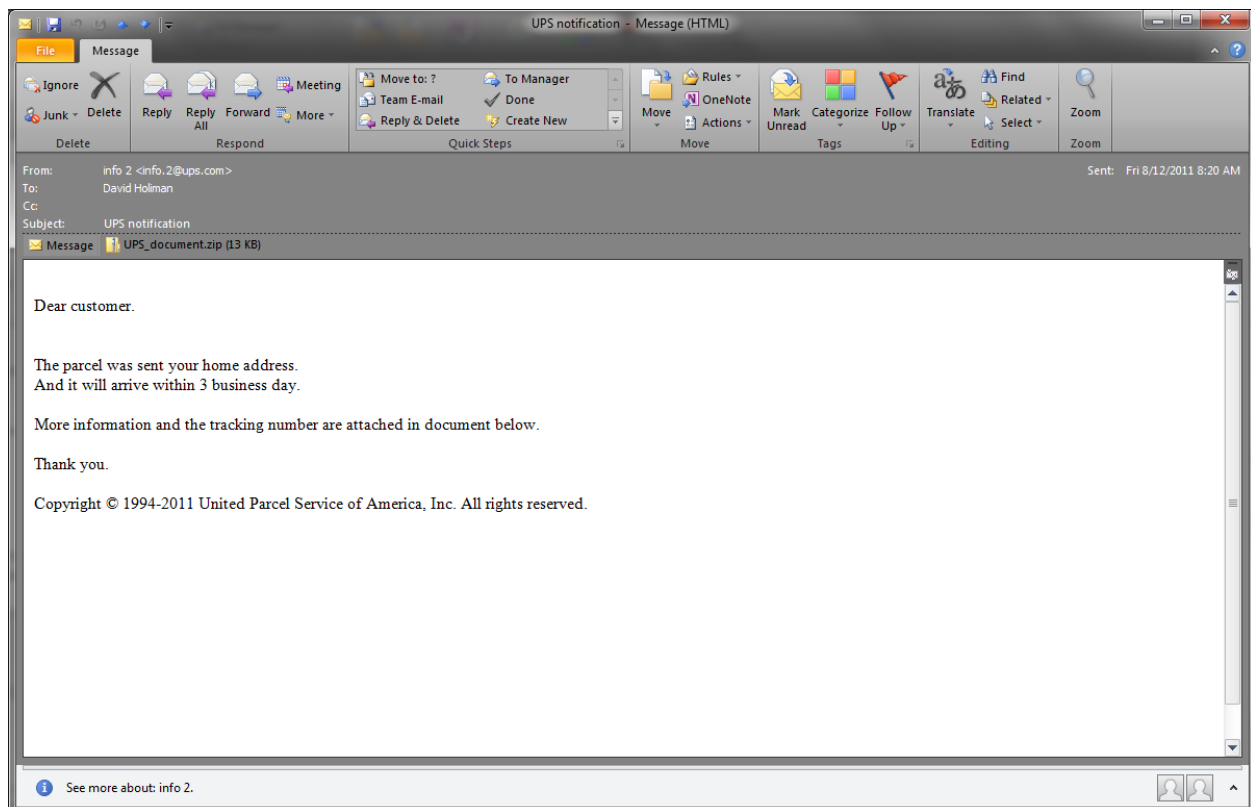 UPS notification - Message (HTML)
File Message
Ignore
Junk
Delete
Reply
Reply All
Forward
Meeting
More
Move to: ?
Team E-mail
Reply & Delete
To Manager
Done
Create New
Move
Rules
OneNote
Actions
Mark Unread
Categorize
Follow Up
Translate
Find
Related
Select
Zoom
Delete Respond Quick Steps Move Tags Editing Zoom
From: info 2 <info.2@ups.com> Sent: Fri 8/12/2011 8:20 AM
To: David Holiman
Cc:
Subject: UPS notification
Message UPS_document.zip (13 KB)
Dear customer.
The parcel was sent your home address.
And it will arrive within 3 business day.
More information and the tracking number are attached in document below.
Thank you.
Copyright © 1994-2011 United Parcel Service of America, Inc. All rights reserved.
See more about: info 2.